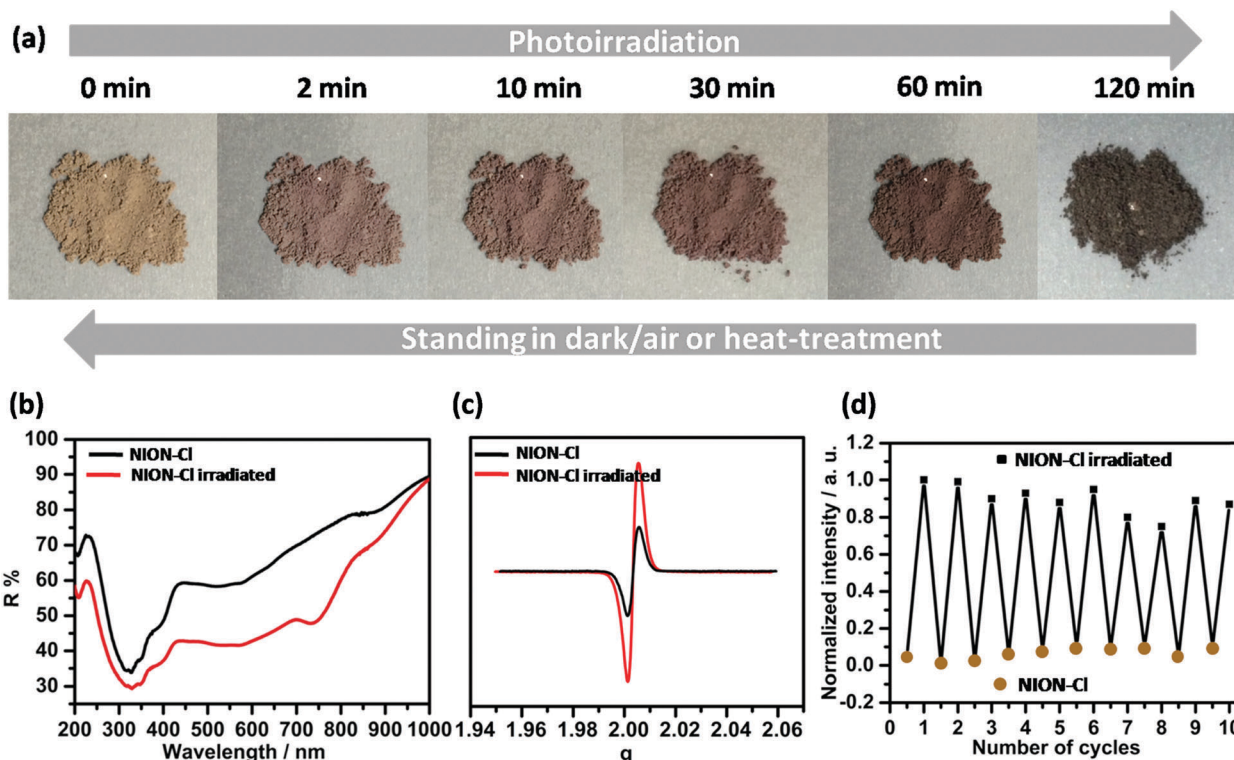 (a)
Photoirradiation
0 min 2 min 10 min 30 min 60 min 120 min
Standing in dark/air or heat-treatment
(b)
100
90
80
70
60
50
40
30
R %
NION-Cl
NION-Cl irradiated
200 300 400 500 600 700 800 900 1000
Wavelength / nm
(c)
NION-Cl
NION-Cl irradiated
1.94 1.96 1.98 2.00 2.02 2.04 2.06
g
(d)
1.2
1.0
0.8
0.6
0.4
0.2
0.0
-0.2
Normalized intensity / a. u.
NION-Cl irradiated
NION-Cl
0 1 2 3 4 5 6 7 8 9 10
Number of cycles